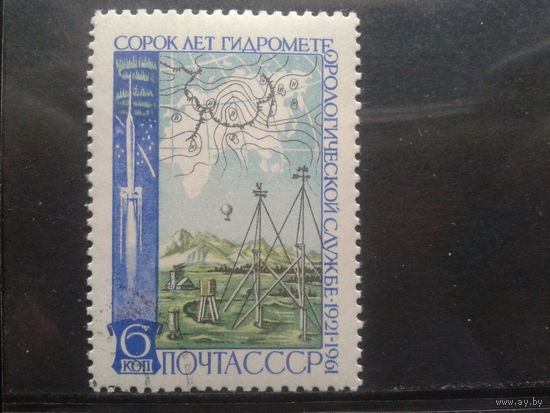 СОРОК ЛЕТ ГИДРОМЕТЕ
ОРОЛОГИЧЕСКОЙ СЛУЖБЕ · 1921-1961
6
КОП
ПОЧТА СССР
www.ay.by